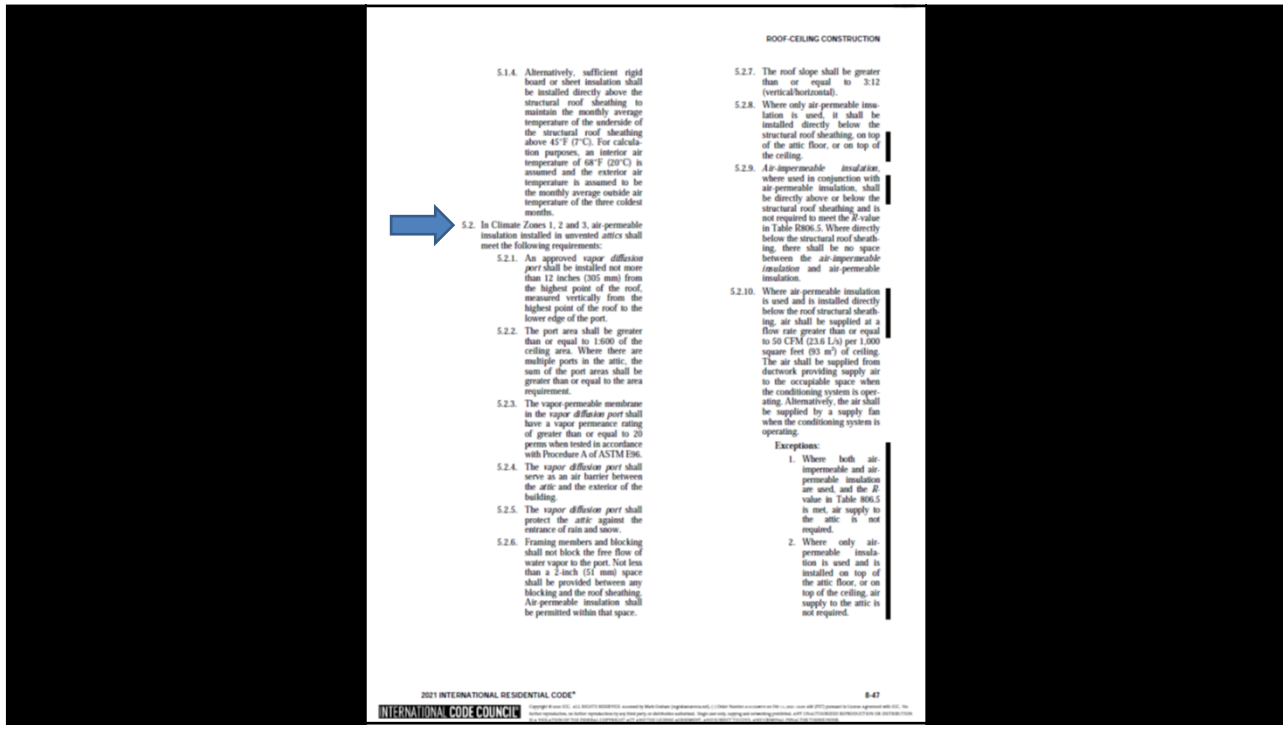 ROOF-CEILING CONSTRUCTION
5.1.4. Alternatively, sufficient rigid
board or sheet insulation shall
be installed directly above the
structural roof sheathing to
maintain the monthly average
temperature of the underside of
the structural roof sheathing
above 45°F (7°C). For calcula-
tion purposes, an interior air
temperature of 68°F (20°C) is
assumed and the exterior air
temperature is assumed to be
the monthly average outside air
temperature of the three coldest
months.
5.2. In Climate Zones 1, 2 and 3, air-permeable
insulation installed in unvented attics shall
meet the following requirements:
5.2.1. An approved vapor diffusion
port shall be installed not more
than 12 inches (305 mm) from
the highest point of the roof,
measured vertically from the
highest point of the roof to the
lower edge of the port.
5.2.2. The port area shall be greater
than or equal to 1:600 of the
ceiling area. Where there are
multiple ports in the attic, the
sum of the port areas shall be
greater than or equal to the area
requirement.
5.2.3. The vapor-permeable membrane
in the vapor diffusion port shall
have a vapor permeance rating
of greater than or equal to 20
perms when tested in accordance
with Procedure A of ASTM E96.
5.2.4. The vapor diffusion port shall
serve as an air barrier between
the attic and the exterior of the
building.
5.2.5. The vapor diffusion port shall
protect the attic against the
entrance of rain and snow.
5.2.6. Framing members and blocking
shall not block the free flow of
water vapor to the port. Not less
than a 2-inch (51 mm) space
shall be provided between any
blocking and the roof sheathing.
Air-permeable insulation shall
be permitted within that space.
5.2.7. The roof slope shall be greater
than or equal to 3:12
(vertical/horizontal).
5.2.8. Where only air-permeable insu-
lation is used, it shall be
installed directly below the
structural roof sheathing, on top
of the attic floor, or on top of
the ceiling.
5.2.9. Air-impermeable insulation,
where used in conjunction with
air-permeable insulation, shall
be directly above or below the
structural roof sheathing and is
not required to meet the R-value
in Table R806.5. Where directly
below the structural roof sheath-
ing, there shall be no space
between the air-impermeable
insulation and air-permeable
insulation.
5.2.10. Where air-permeable insulation
is used and is installed directly
below the roof structural sheath-
ing, air shall be supplied at a
flow rate greater than or equal
to 50 CFM (23.6 L/s) per 1,000
square feet (93 m²) of ceiling.
The air shall be supplied from
ductwork providing supply air
to the occupiable space when
the conditioning system is oper-
ating. Alternatively, the air shall
be supplied by a supply fan
when the conditioning system is
operating.
Exceptions:
1. Where both air-
impermeable and air-
permeable insulation
are used, and the R-
value in Table 806.5
is met, air supply to
the attic is not
required.
2. Where only air-
permeable insula-
tion is used and is
installed on top of
the attic floor, or on
top of the ceiling, air
supply to the attic is
not required.
2021 INTERNATIONAL RESIDENTIAL CODE®
8-47
INTERNATIONAL CODE COUNCIL